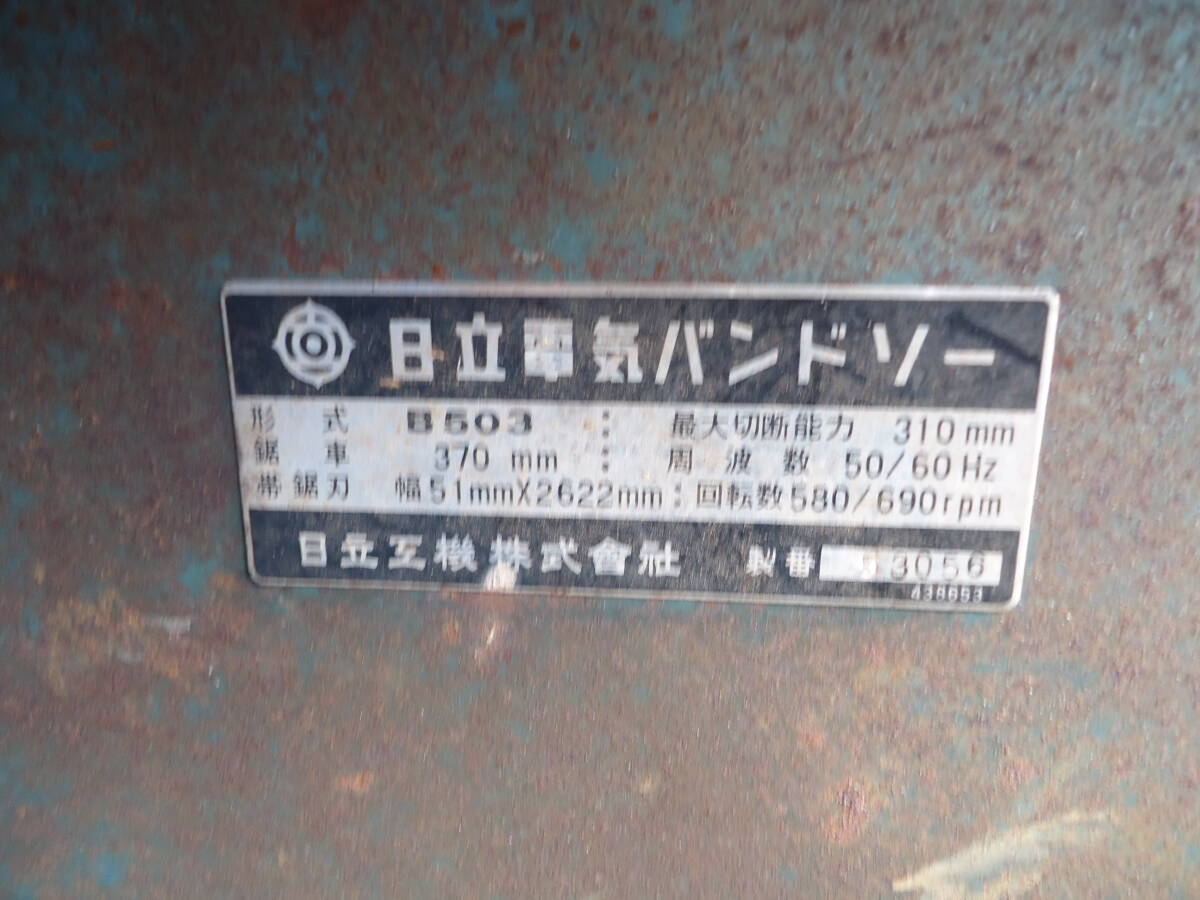 日立電気バンドソー
形式 B503 : 最大切断能力 310mm
鋸車 370 mm : 周波数 50/60Hz
帯鋸刃 幅51mmX2622mm : 回転数580/690rpm
日立工機株式會社 製番 3056
438653